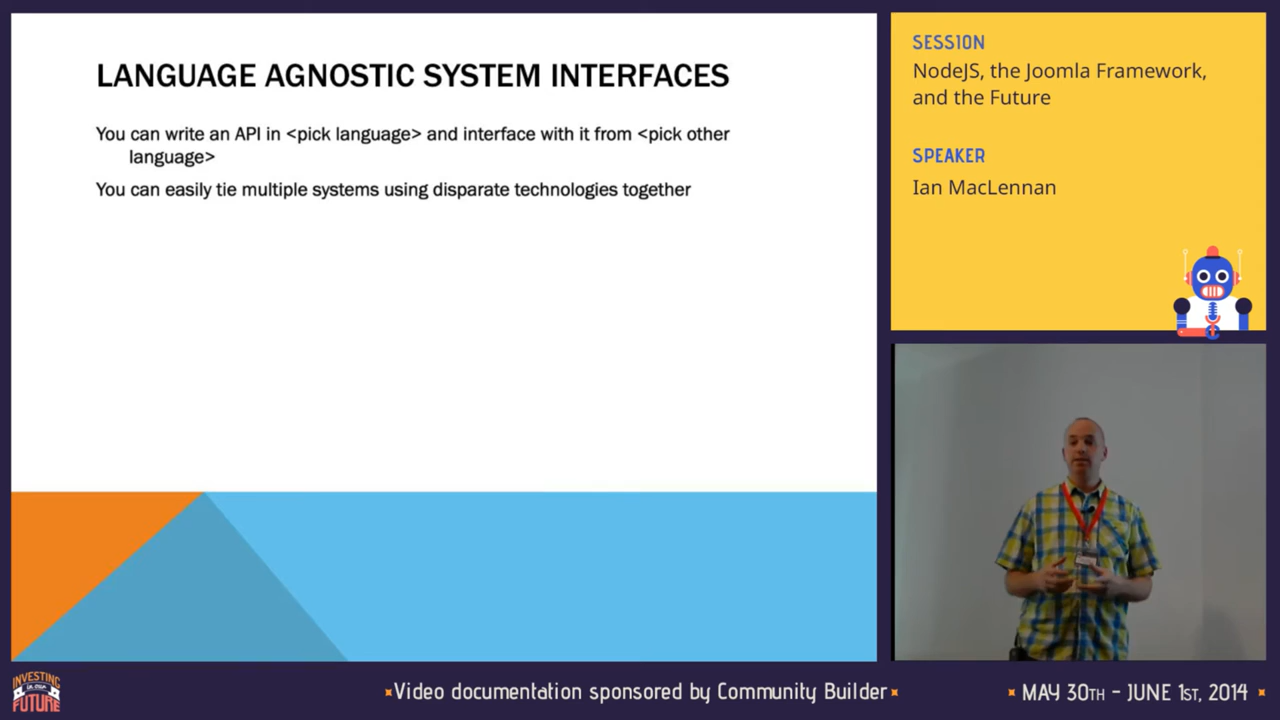 LANGUAGE AGNOSTIC SYSTEM INTERFACES
You can write an API in <pick language> and interface with it from <pick other
language>
You can easily tie multiple systems using disparate technologies together
SESSION
NodeJS, the Joomla Framework,
and the Future
SPEAKER
Ian MacLennan
INVESTING
IN OUR
FUTURE
Video documentation sponsored by Community Builder
MAY 30TH - JUNE 1ST, 2014